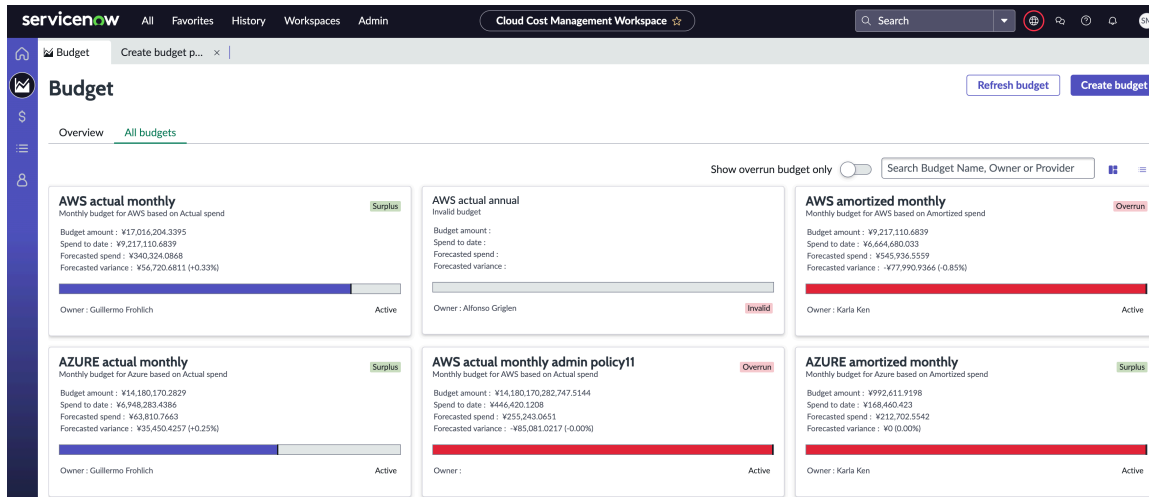 servicenow All Favorites History Workspaces Admin Cloud Cost Management Workspace Search SM
Budget Create budget p...
Budget Refresh budget Create budget
Overview All budgets
Show overrun budget only Search Budget Name, Owner or Provider
AWS actual monthly Surplus
Monthly budget for AWS based on Actual spend
Budget amount : ¥17,016,204.3395
Spend to date : ¥9,217,110.6839
Forecasted spend : ¥340,324.0868
Forecasted variance : ¥56,720.6811 (+0.33%)
Owner : Guillermo Frohlich Active
AWS actual annual
Invalid budget
Budget amount :
Spend to date :
Forecasted spend :
Forecasted variance :
Owner : Alfonso Griglen Invalid
AWS amortized monthly Overrun
Monthly budget for AWS based on Amortized spend
Budget amount : ¥9,217,110.6839
Spend to date : ¥6,664,680.033
Forecasted spend : ¥545,936.5559
Forecasted variance : -¥77,990.9366 (-0.85%)
Owner : Karla Ken Active
AZURE actual monthly Surplus
Monthly budget for Azure based on Actual spend
Budget amount : ¥14,180,170.2829
Spend to date : ¥6,948,283.4386
Forecasted spend : ¥63,810.7663
Forecasted variance : ¥35,450.4257 (+0.25%)
Owner : Guillermo Frohlich Active
AWS actual monthly admin policy11 Overrun
Monthly budget for AWS based on Actual spend
Budget amount : ¥14,180,170,282,747.5144
Spend to date : ¥446,420.1208
Forecasted spend : ¥255,243.0651
Forecasted variance : -¥85,081.0217 (-0.00%)
Owner : Active
AZURE amortized monthly Surplus
Monthly budget for Azure based on Amortized spend
Budget amount : ¥992,611.9198
Spend to date : ¥168,460.423
Forecasted spend : ¥212,702.5542
Forecasted variance : ¥0 (0.00%)
Owner : Karla Ken Active